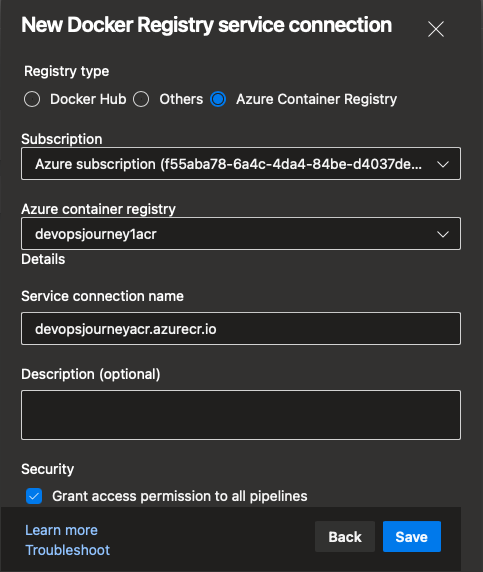 New Docker Registry service connection
Registry type
Docker Hub Others Azure Container Registry
Subscription
Azure subscription (f55aba78-6a4c-4da4-84be-d4037de...
Azure container registry
devopsjourney1acr
Details
Service connection name
devopsjourneyacr.azurecr.io
Description (optional)
Security
Grant access permission to all pipelines
Learn more
Troubleshoot
Back Save